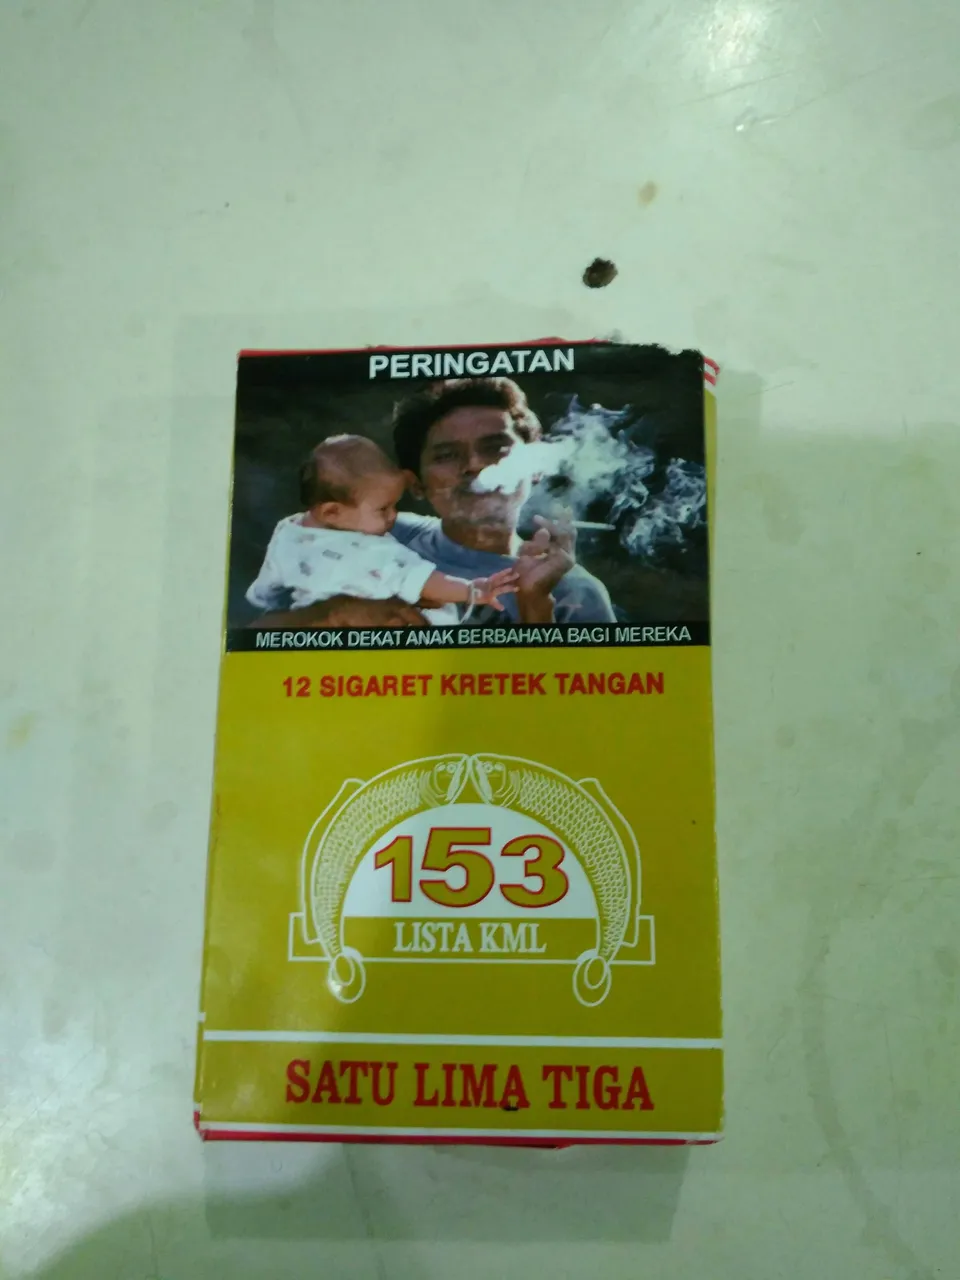 PERINGATAN
MEROKOK DEKAT ANAK BERBAHAYA BAGI MEREKA
12 SIGARET KRETEK TANGAN
153
LISTA KML
SATU LIMA TIGA